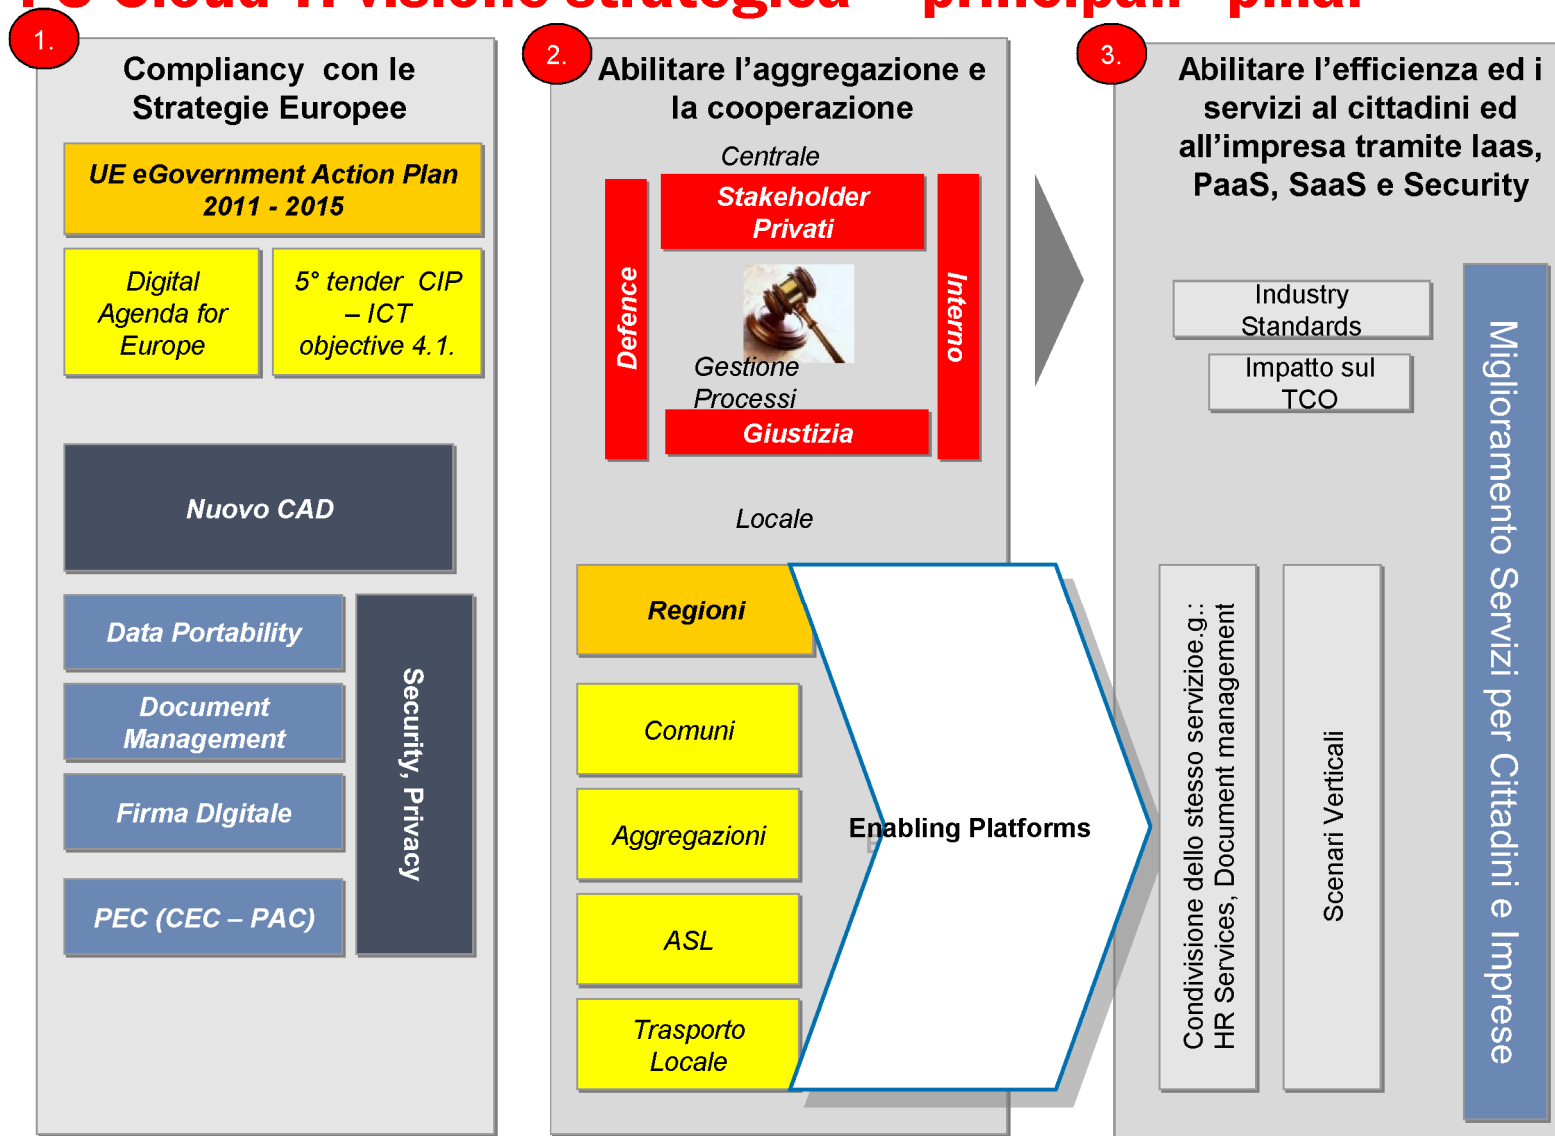 1.
Compliancy con le
Strategie Europee
UE eGovernment Action Plan
2011 - 2015
Digital
Agenda for
Europe
5° tender CIP
– ICT
objective 4.1.
Nuovo CAD
Data Portability
Document
Management
Firma DIgitale
PEC (CEC – PAC)
Security, Privacy
2.
Abilitare l’aggregazione e
la cooperazione
Centrale
Stakeholder
Privati
Defence
Interno
Gestione
Processi
Giustizia
Locale
Regioni
Comuni
Aggregazioni
ASL
Trasporto
Locale
Enabling Platforms
3.
Abilitare l’efficienza ed i
servizi al cittadini ed
all’impresa tramite Iaas,
PaaS, SaaS e Security
Industry
Standards
Impatto sul
TCO
Condivisione dello stesso servizioe.g.:
HR Services, Document management
Scenari Verticali
Miglioramento Servizi per Cittadini e Imprese